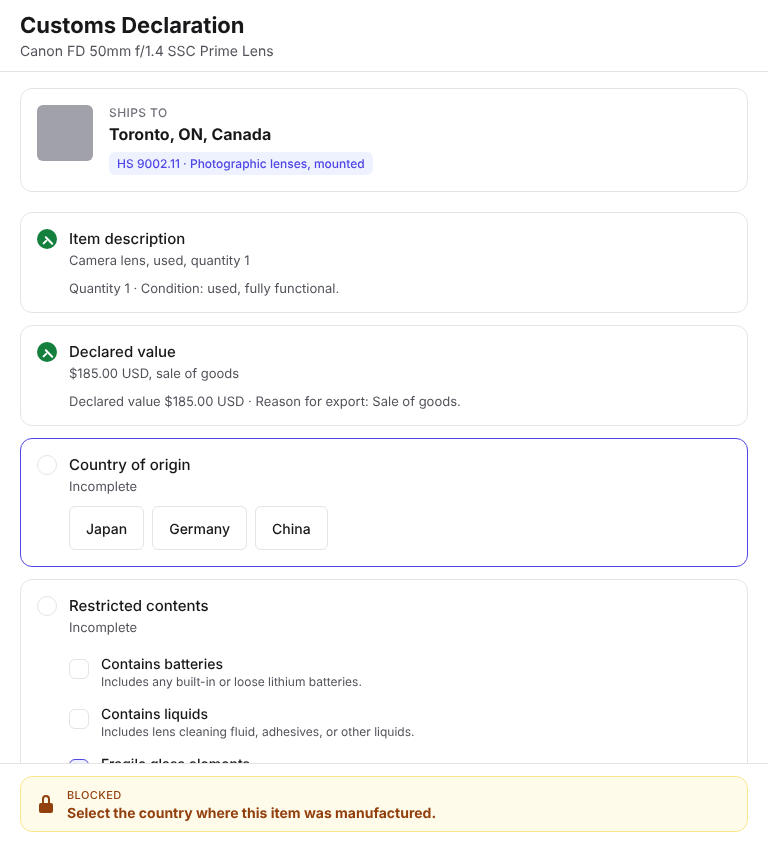 Customs Declaration
Canon FD 50mm f/1.4 SSC Prime Lens
SHIPS TO
Toronto, ON, Canada
HS 9002.11 · Photographic lenses, mounted
Item description
Camera lens, used, quantity 1
Quantity 1 · Condition: used, fully functional.
Declared value
$185.00 USD, sale of goods
Declared value $185.00 USD · Reason for export: Sale of goods.
Country of origin
Incomplete
Japan
Germany
China
Restricted contents
Incomplete
Contains batteries
Includes any built-in or loose lithium batteries.
Contains liquids
Includes lens cleaning fluid, adhesives, or other liquids.
Fragile glass elements
BLOCKED
Select the country where this item was manufactured.